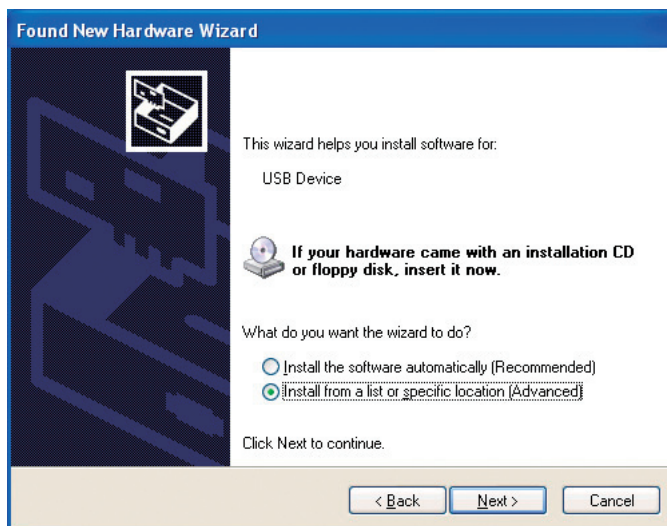 Found New Hardware Wizard
This wizard helps you install software for:
USB Device
If your hardware came with an installation CD
or floppy disk, insert it now.
What do you want the wizard to do?
Install the software automatically (Recommended)
Install from a list or specific location (Advanced)
Click Next to continue.
< Back Next > Cancel